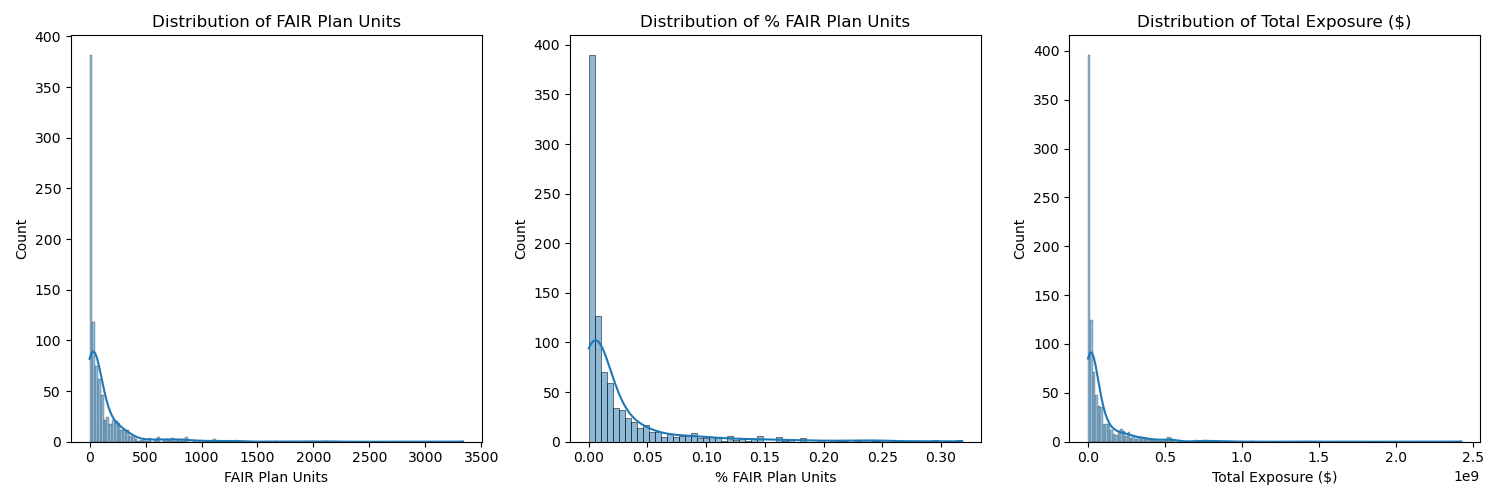 Distribution of FAIR Plan Units
400
350
300
250
200
150
100
50
0
Count
0 500 1000 1500 2000 2500 3000 3500
FAIR Plan Units
Distribution of % FAIR Plan Units
400
350
300
250
200
150
100
50
0
Count
0.00 0.05 0.10 0.15 0.20 0.25 0.30
% FAIR Plan Units
Distribution of Total Exposure ($)
400
350
300
250
200
150
100
50
0
Count
0.0 0.5 1.0 1.5 2.0 2.5
1e9
Total Exposure ($)